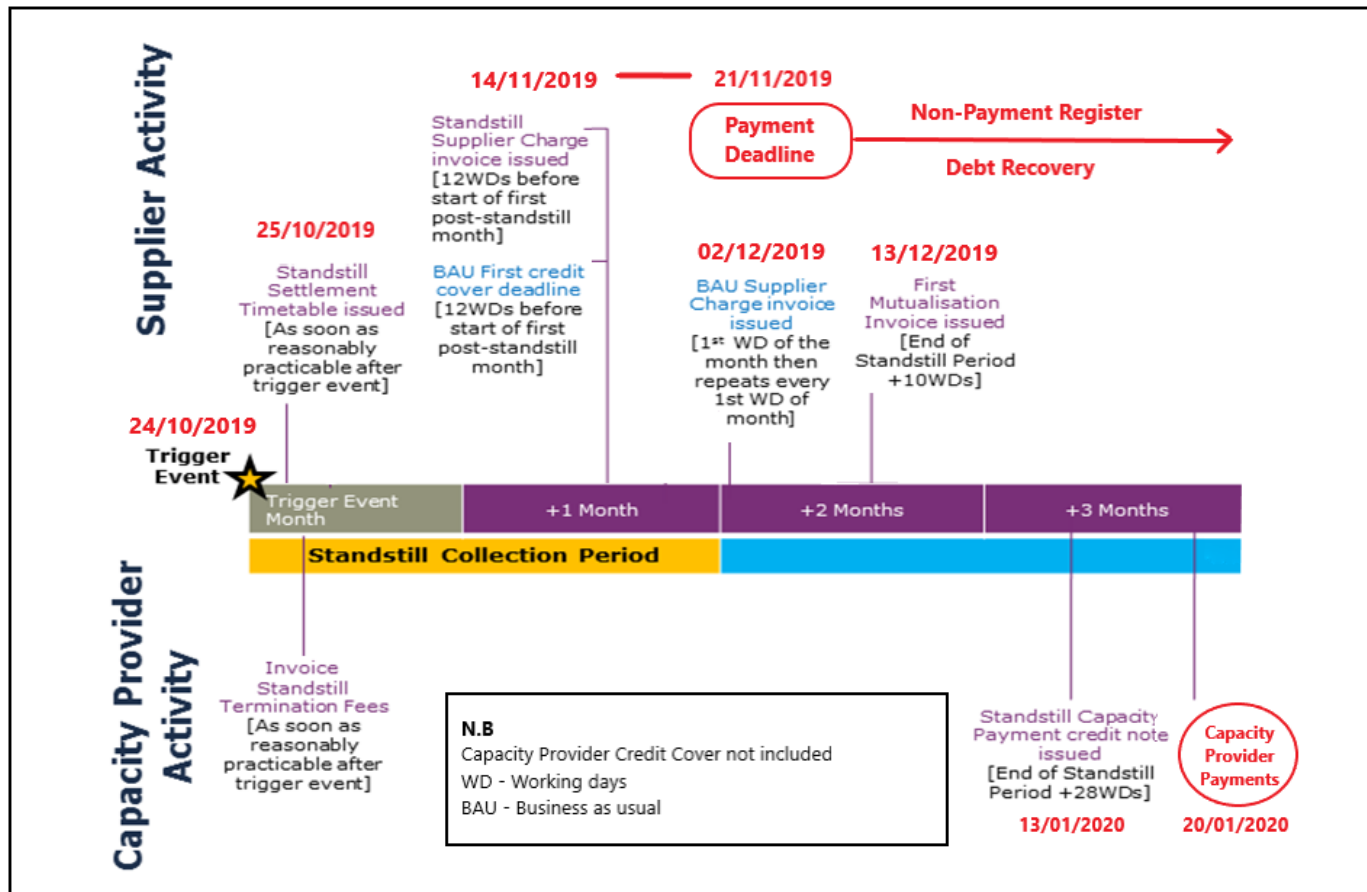 Supplier Activity
14/11/2019
21/11/2019
Standstill
Supplier Charge
invoice issued
[12WDs before
start of first
post-standstill
month]
Payment
Deadline
Non-Payment Register
Debt Recovery
25/10/2019
Standstill
Settlement
Timetable issued
[As soon as
reasonably
practicable after
trigger event]
BAU First credit
cover deadline
[12WDs before
start of first
post-standstill
month]
02/12/2019
BAU Supplier
Charge invoice
issued
[1st WD of the
month then
repeats every
1st WD of
month]
13/12/2019
First
Mutualisation
Invoice issued
[End of
Standstill Period
+10WDs]
24/10/2019
Trigger
Event
Trigger Event
Month
+1 Month
+2 Months
+3 Months
Standstill Collection Period
Capacity Provider
Activity
Invoice
Standstill
Termination Fees
[As soon as
reasonably
practicable after
trigger event]
N.B
Capacity Provider Credit Cover not included
WD - Working days
BAU - Business as usual
Standstill Capacity
Payment credit note
issued
[End of Standstill
Period +28WDs]
13/01/2020
Capacity
Provider
Payments
20/01/2020